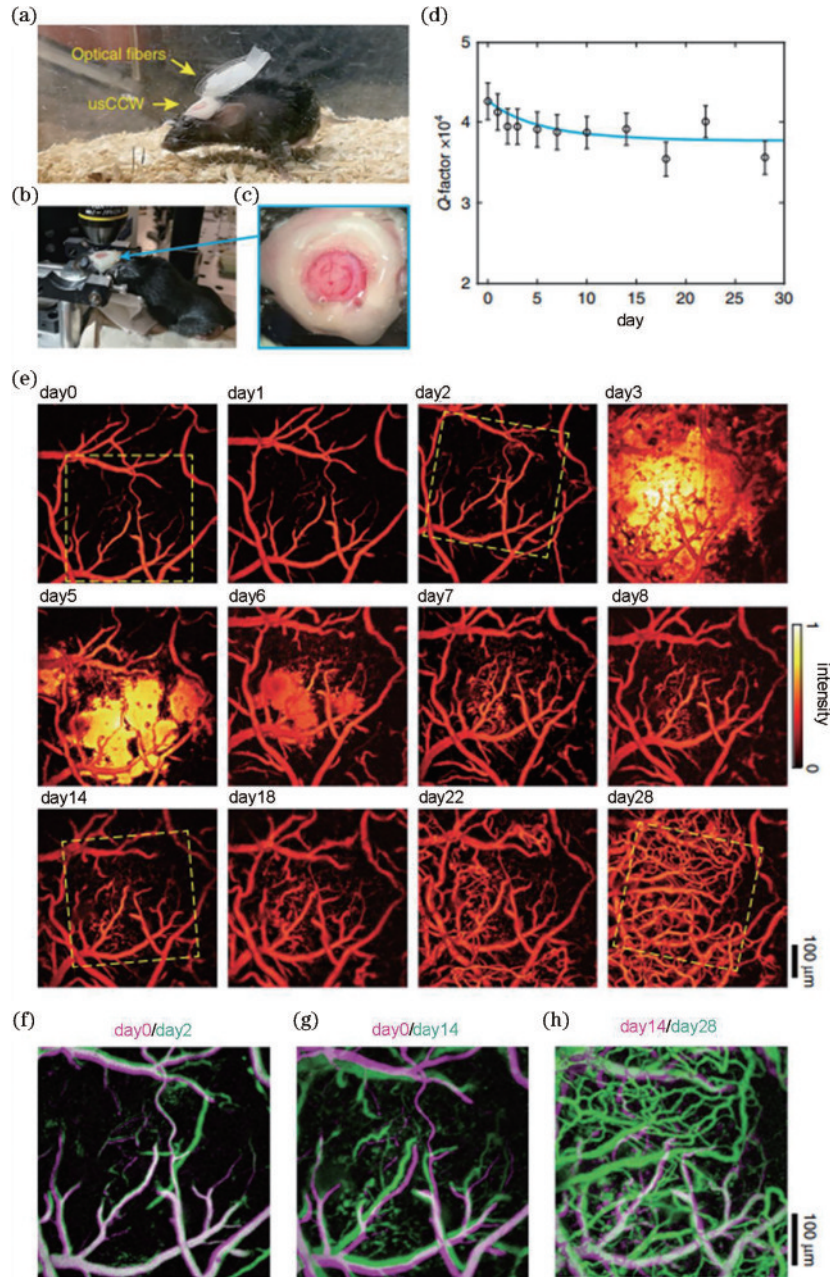 (a)
Optical fibers
usCCW
(b)
(c)
(d)
5
4
3
2
Q-factor ×10⁴
0
5
10
15
20
25
30
day
(e)
day0
day1
day2
day3
day5
day6
day7
day8
1
intensity
0
day14
day18
day22
day28
100 μm
(f)
day0/day2
(g)
day0/day14
(h)
day14/day28
100 μm